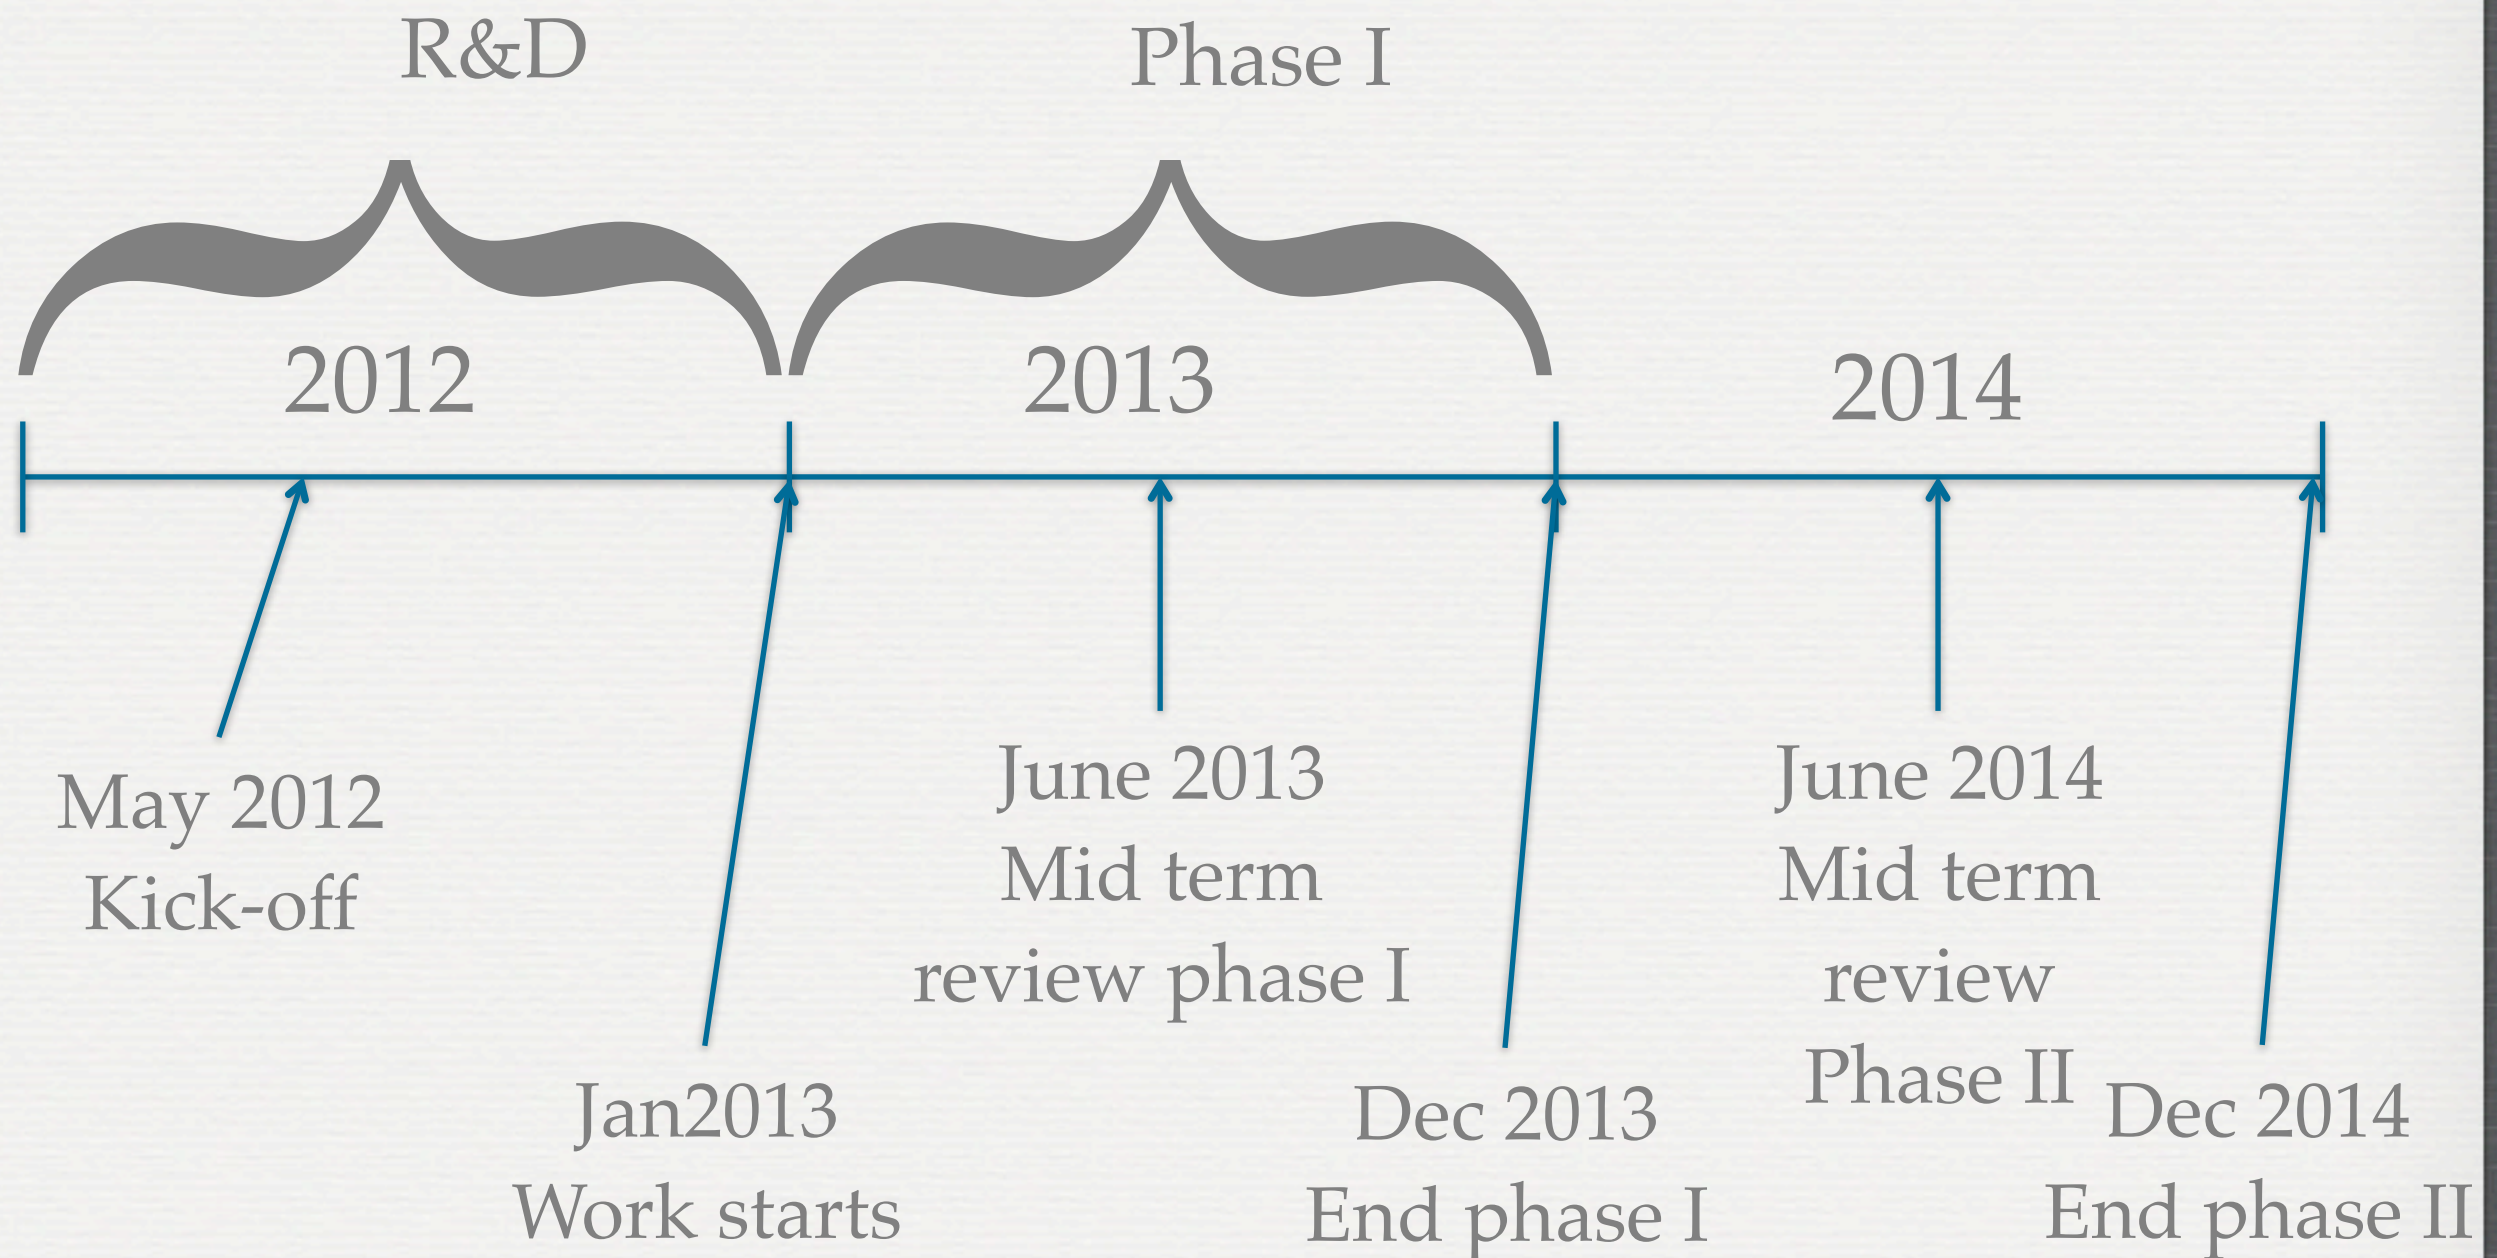 R&D
Phase I
2012
2013
2014
May 2012
Kick-off
Jan2013
Work starts
June 2013
Mid term
review phase I
Dec 2013
End phase I
June 2014
Mid term
review
Phase II
Dec 2014
End phase II